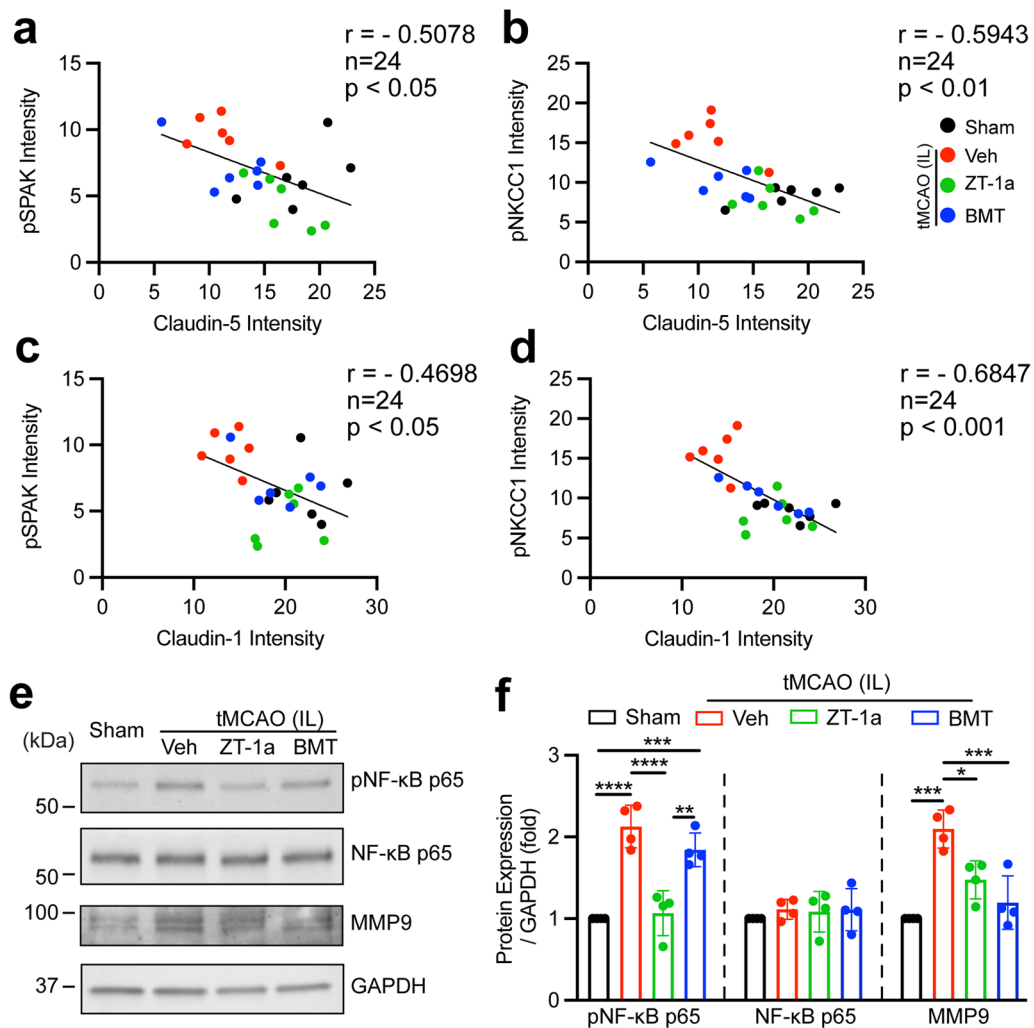 a
r = - 0.5078
n=24
p < 0.05
15
10
5
0
pSPAK Intensity
0 5 10 15 20 25
Claudin-5 Intensity
b
r = - 0.5943
n=24
p < 0.01
25
20
15
10
5
0
pNKCC1 Intensity
0 5 10 15 20 25
Claudin-5 Intensity
Sham
Veh
ZT-1a
BMT
tMCAO (IL)
c
r = - 0.4698
n=24
p < 0.05
15
10
5
0
pSPAK Intensity
0 10 20 30
Claudin-1 Intensity
d
r = - 0.6847
n=24
p < 0.001
25
20
15
10
5
0
pNKCC1 Intensity
0 10 20 30
Claudin-1 Intensity
e
tMCAO (IL)
(kDa) Sham Veh ZT-1a BMT
pNF-κB p65
50
NF-κB p65
50
100
MMP9
37
GAPDH
f
tMCAO (IL)
Sham Veh ZT-1a BMT
3
2
1
0
Protein Expression
/ GAPDH (fold)
***
****
****
**
***
*
***
pNF-κB p65 NF-κB p65 MMP9